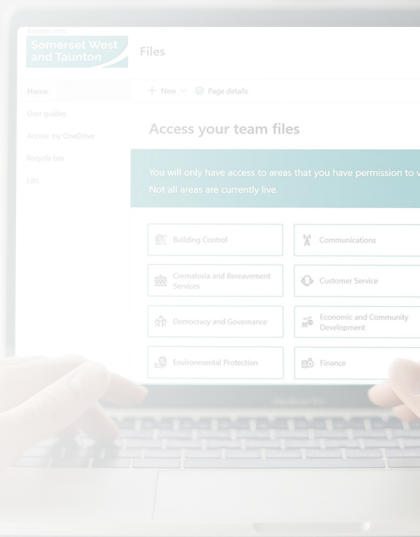 Somerset West
and Taunton
Files
Home
New
Page details
User guides
Access my OneDrive
Recycle bin
Edit
Access your team files
You will only have access to areas that you have permission to
Not all areas are currently live.
Building Control
Communications
Crematoria and Bereavement
Services
Customer Service
Democracy and Governance
Economic and Community
Development
Environmental Protection
Finance